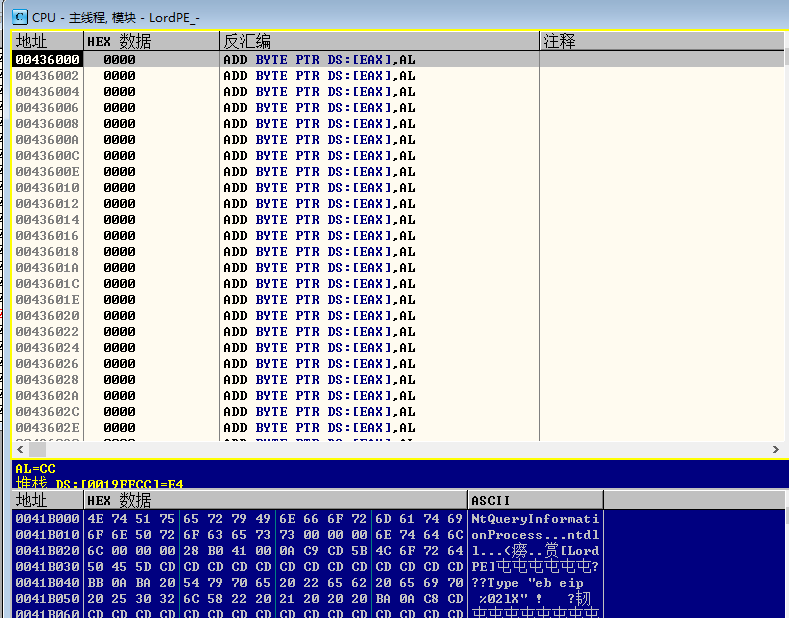 CPU - 主线程, 模块 - LordPE_-
地址 HEX 数据 反汇编 注释
00436000 0000 ADD BYTE PTR DS:[EAX],AL
00436002 0000 ADD BYTE PTR DS:[EAX],AL
00436004 0000 ADD BYTE PTR DS:[EAX],AL
00436006 0000 ADD BYTE PTR DS:[EAX],AL
00436008 0000 ADD BYTE PTR DS:[EAX],AL
0043600A 0000 ADD BYTE PTR DS:[EAX],AL
0043600C 0000 ADD BYTE PTR DS:[EAX],AL
0043600E 0000 ADD BYTE PTR DS:[EAX],AL
00436010 0000 ADD BYTE PTR DS:[EAX],AL
00436012 0000 ADD BYTE PTR DS:[EAX],AL
00436014 0000 ADD BYTE PTR DS:[EAX],AL
00436016 0000 ADD BYTE PTR DS:[EAX],AL
00436018 0000 ADD BYTE PTR DS:[EAX],AL
0043601A 0000 ADD BYTE PTR DS:[EAX],AL
0043601C 0000 ADD BYTE PTR DS:[EAX],AL
0043601E 0000 ADD BYTE PTR DS:[EAX],AL
00436020 0000 ADD BYTE PTR DS:[EAX],AL
00436022 0000 ADD BYTE PTR DS:[EAX],AL
00436024 0000 ADD BYTE PTR DS:[EAX],AL
00436026 0000 ADD BYTE PTR DS:[EAX],AL
00436028 0000 ADD BYTE PTR DS:[EAX],AL
0043602A 0000 ADD BYTE PTR DS:[EAX],AL
0043602C 0000 ADD BYTE PTR DS:[EAX],AL
0043602E 0000 ADD BYTE PTR DS:[EAX],AL
AL=CC
堆栈 DS:[0019FFCC]=E4
地址 HEX 数据 ASCII
0041B000 4E 74 51 75 65 72 79 49 6E 66 6F 72 6D 61 74 69 NtQueryInformati
0041B010 6F 6E 50 72 6F 63 65 73 73 00 00 00 6E 74 64 6C onProcess...ntdl
0041B020 6C 00 00 00 28 B0 41 00 0A C9 CD 5B 4C 6F 72 64 l...(癆..赏[Lord
0041B030 50 45 5D CD CD CD CD CD CD CD CD CD CD CD CD CD PE]屯屯屯屯屯屯?
0041B040 BB 0A BA 20 54 79 70 65 20 22 65 62 20 65 69 70 ??Type "eb eip
0041B050 20 25 30 32 6C 58 22 20 21 20 20 20 BA 0A C8 CD %02lX" ! ?韧
0041B060 CD CD CD CD CD CD CD CD CD CD CD CD CD CD CD CD 屯屯屯屯屯屯屯屯